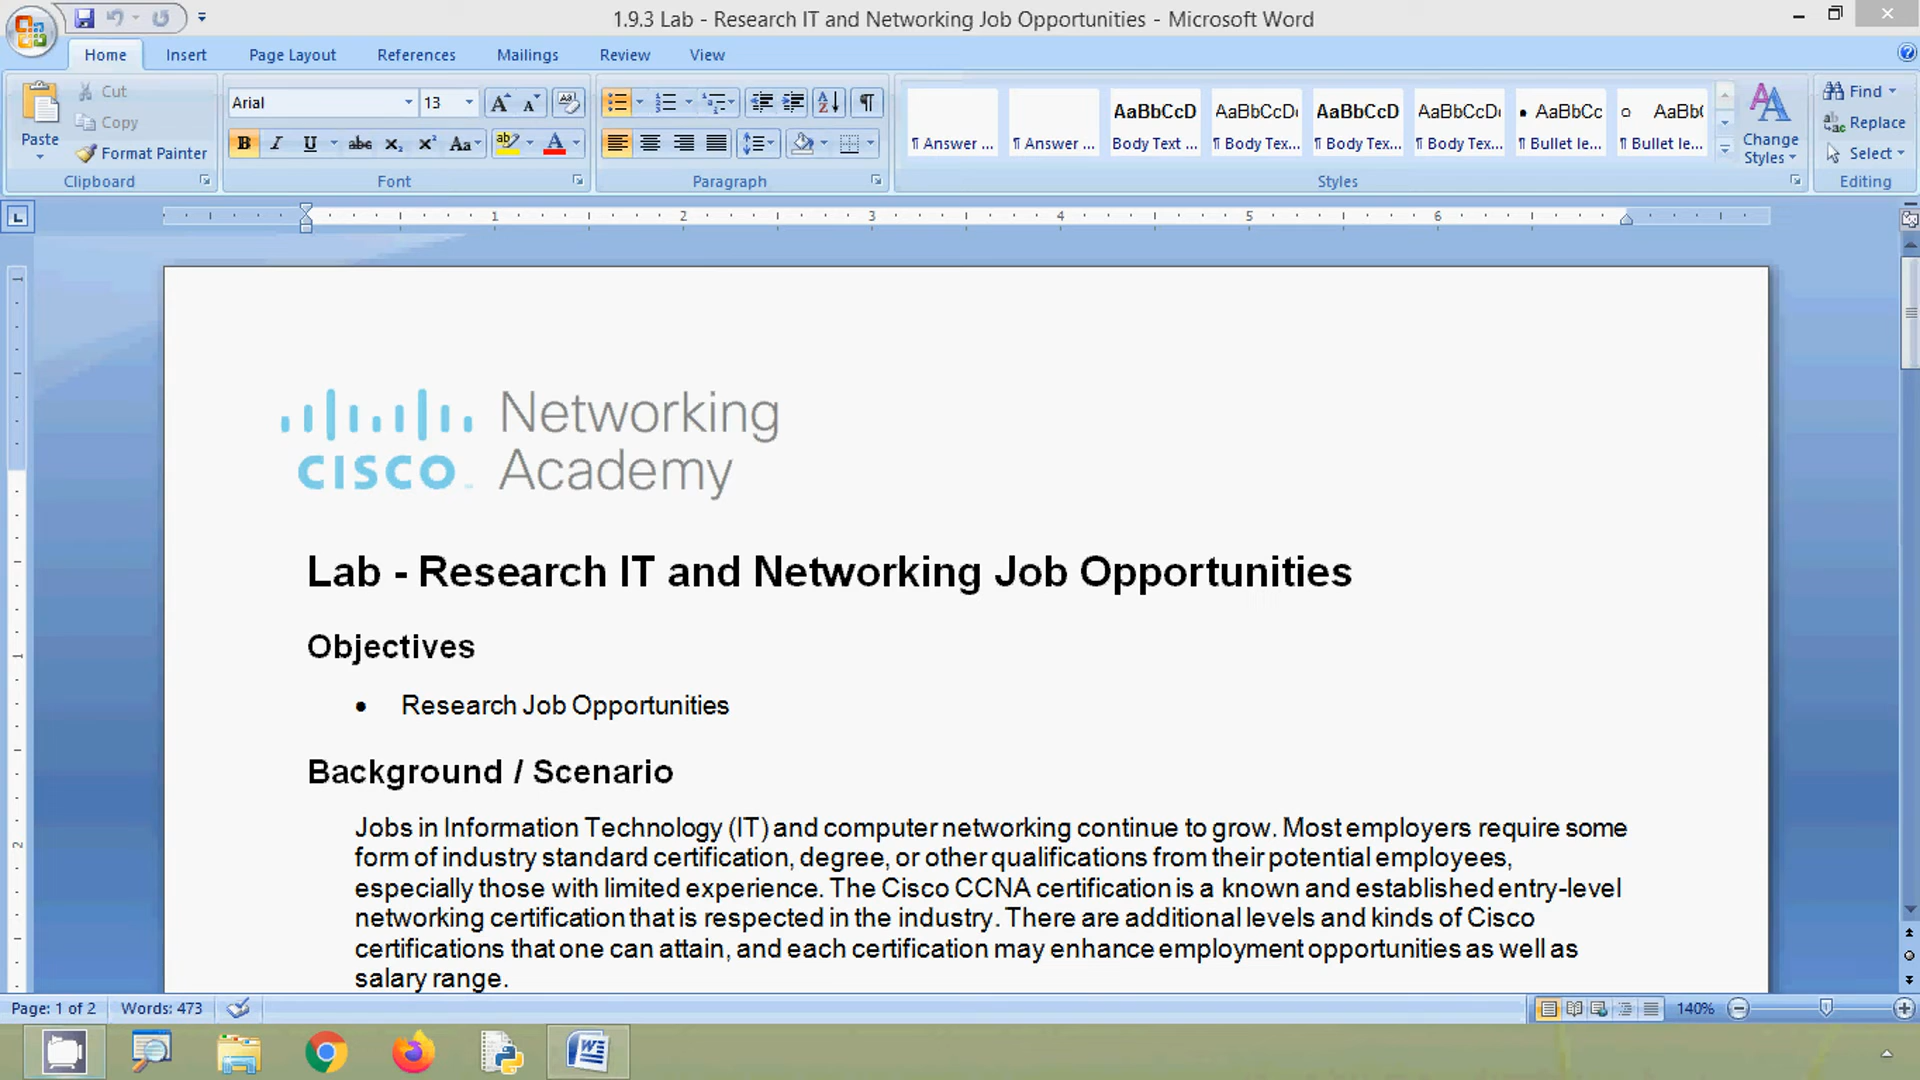 1.9.3 Lab - Research IT and Networking Job Opportunities - Microsoft Word
Home Insert Page Layout References Mailings Review View
Paste
Cut
Copy
Format Painter
Clipboard
Arial 13
Font
Paragraph
AaBbCcD AaBbCcD AaBbCcD AaBbCcD AaBbCc AaBb(
¶ Answer ... ¶ Answer ... Body Text ... ¶ Body Tex... ¶ Body Tex... ¶ Body Tex... ¶ Bullet le... ¶ Bullet le...
Styles
Change
Styles
Find
Replace
Select
Editing
1 2 3 4 5 6
CISCO
Networking
Academy
Lab - Research IT and Networking Job Opportunities
Objectives
• Research Job Opportunities
Background / Scenario
Jobs in Information Technology (IT) and computer networking continue to grow. Most employers require some
form of industry standard certification, degree, or other qualifications from their potential employees,
especially those with limited experience. The Cisco CCNA certification is a known and established entry-level
networking certification that is respected in the industry. There are additional levels and kinds of Cisco
certifications that one can attain, and each certification may enhance employment opportunities as well as
salary range.
Page: 1 of 2 Words: 473 140%